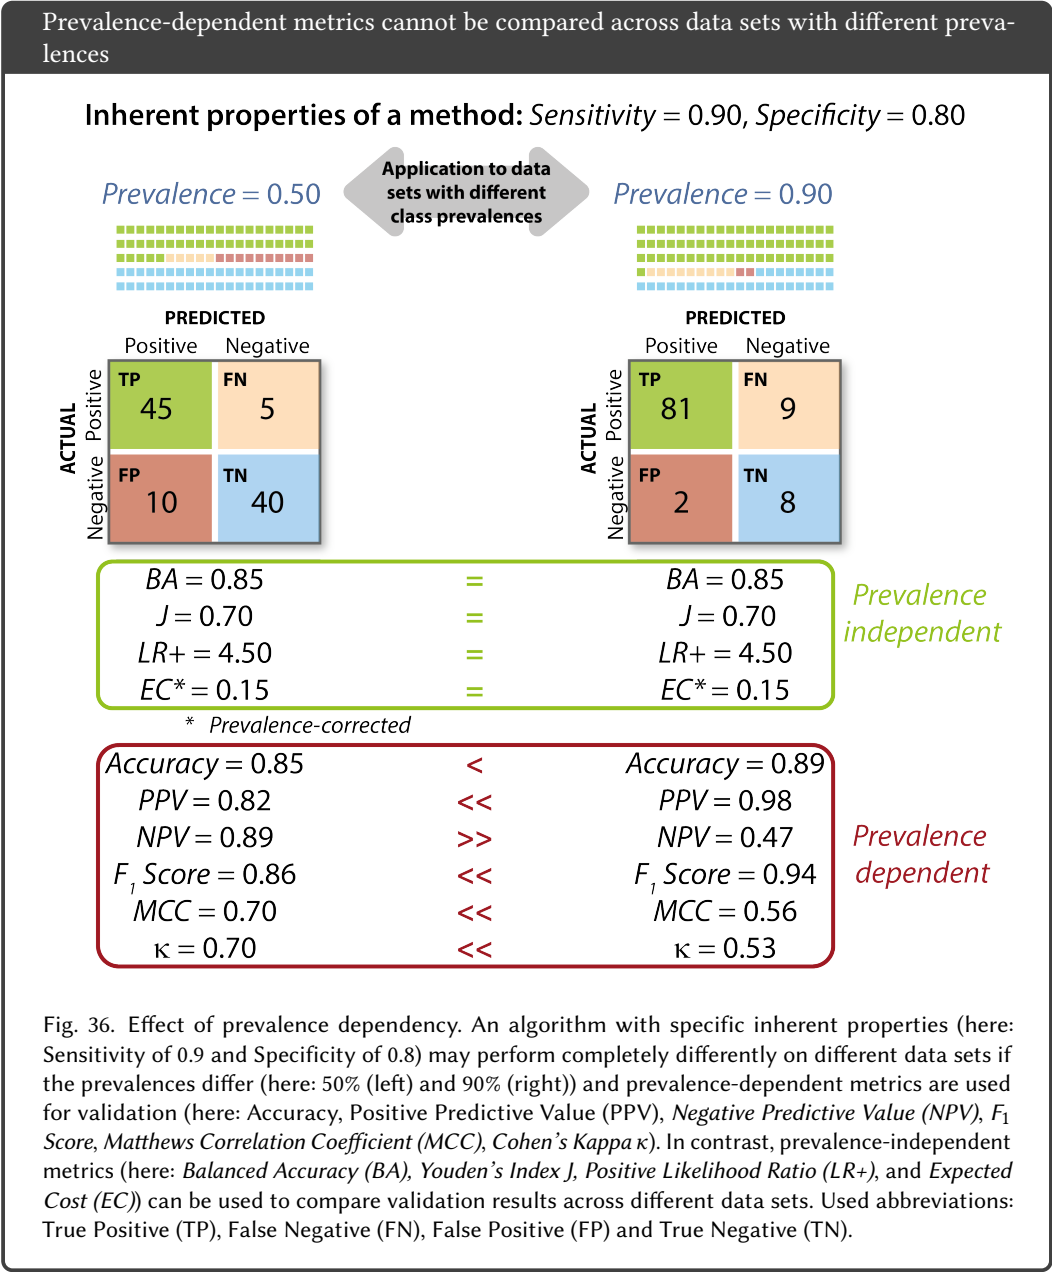 Prevalence-dependent metrics cannot be compared across data sets with different preva-
lences
Inherent properties of a method: Sensitivity = 0.90, Specificity = 0.80
Application to data
sets with different
class prevalences
Prevalence = 0.50
Prevalence = 0.90
PREDICTED
Positive Negative
ACTUAL
Positive
Negative
TP
45
FN
5
FP
10
TN
40
PREDICTED
Positive Negative
ACTUAL
Positive
Negative
TP
81
FN
9
FP
2
TN
8
BA = 0.85 = BA = 0.85
J = 0.70 = J = 0.70
LR+ = 4.50 = LR+ = 4.50
EC* = 0.15 = EC* = 0.15
Prevalence
independent
* Prevalence-corrected
Accuracy = 0.85 < Accuracy = 0.89
PPV = 0.82 << PPV = 0.98
NPV = 0.89 >> NPV = 0.47
F1 Score = 0.86 << F1 Score = 0.94
MCC = 0.70 << MCC = 0.56
κ = 0.70 << κ = 0.53
Prevalence
dependent
Fig. 36. Effect of prevalence dependency. An algorithm with specific inherent properties (here:
Sensitivity of 0.9 and Specificity of 0.8) may perform completely differently on different data sets if
the prevalences differ (here: 50% (left) and 90% (right)) and prevalence-dependent metrics are used
for validation (here: Accuracy, Positive Predictive Value (PPV), Negative Predictive Value (NPV), F1
Score, Matthews Correlation Coefficient (MCC), Cohen's Kappa κ). In contrast, prevalence-independent
metrics (here: Balanced Accuracy (BA), Youden's Index J, Positive Likelihood Ratio (LR+), and Expected
Cost (EC)) can be used to compare validation results across different data sets. Used abbreviations:
True Positive (TP), False Negative (FN), False Positive (FP) and True Negative (TN).